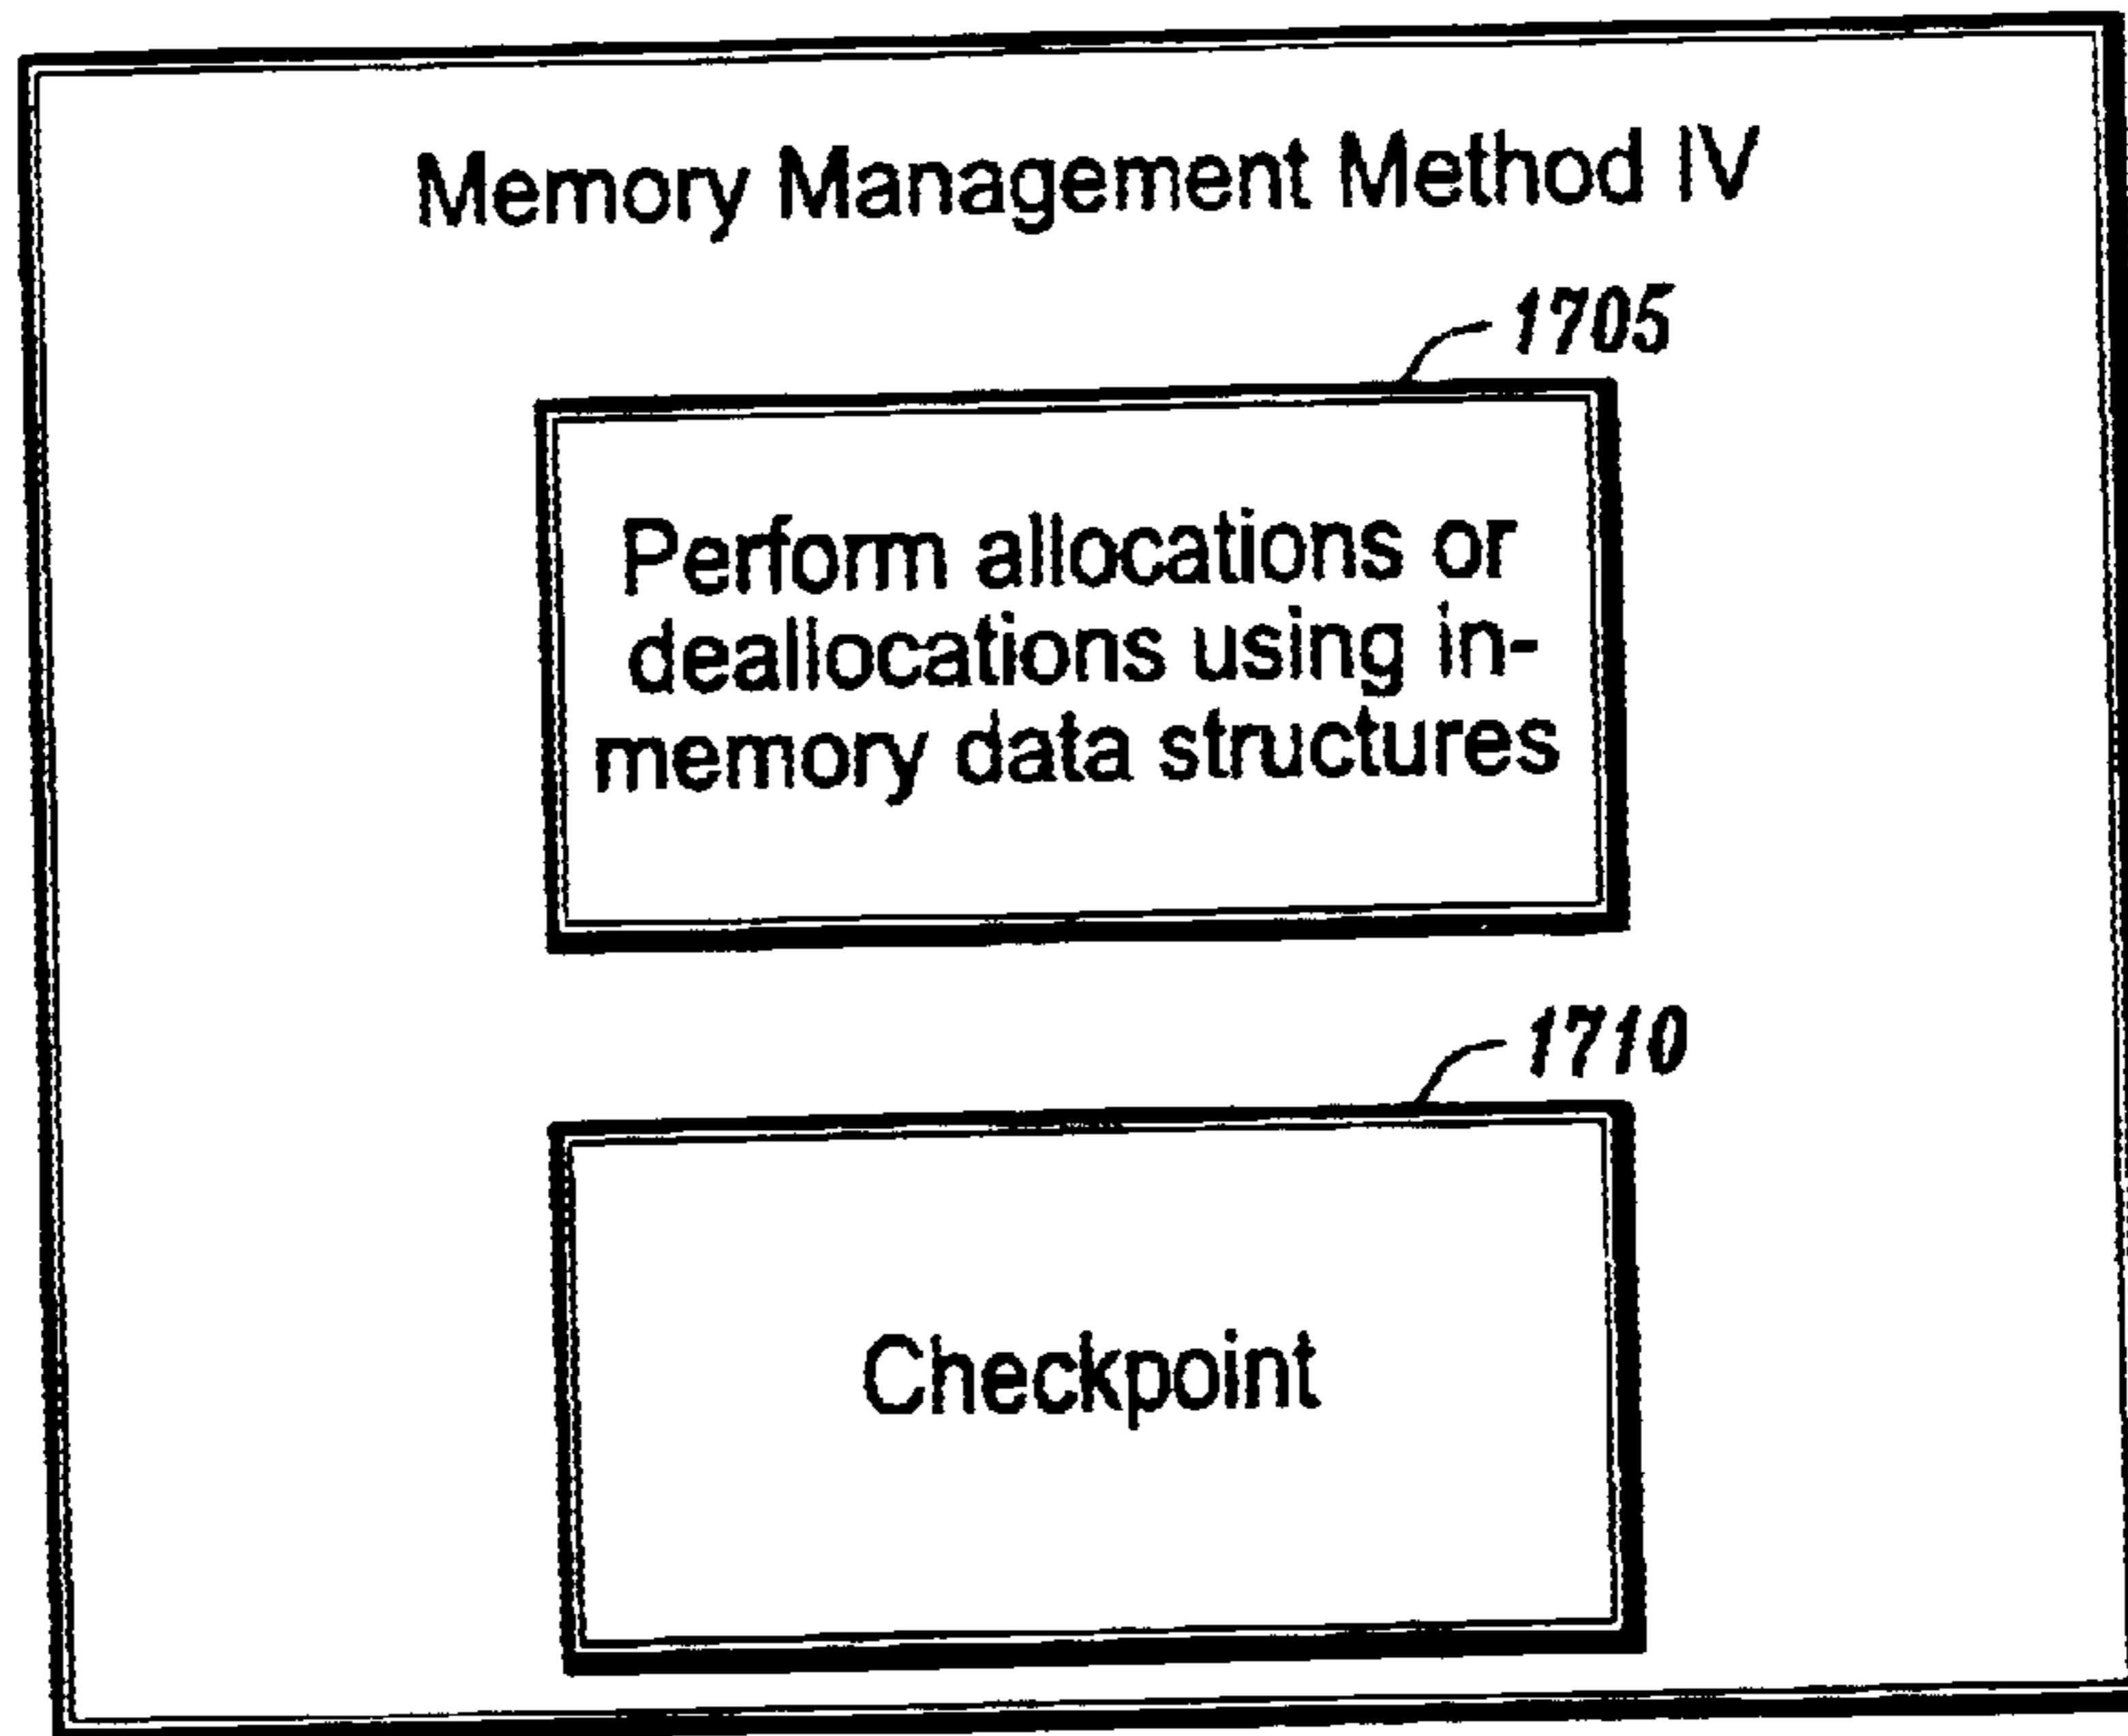 Memory Management Method IV
1705
Perform allocations or
deallocations using in-
memory data structures
1710
Checkpoint